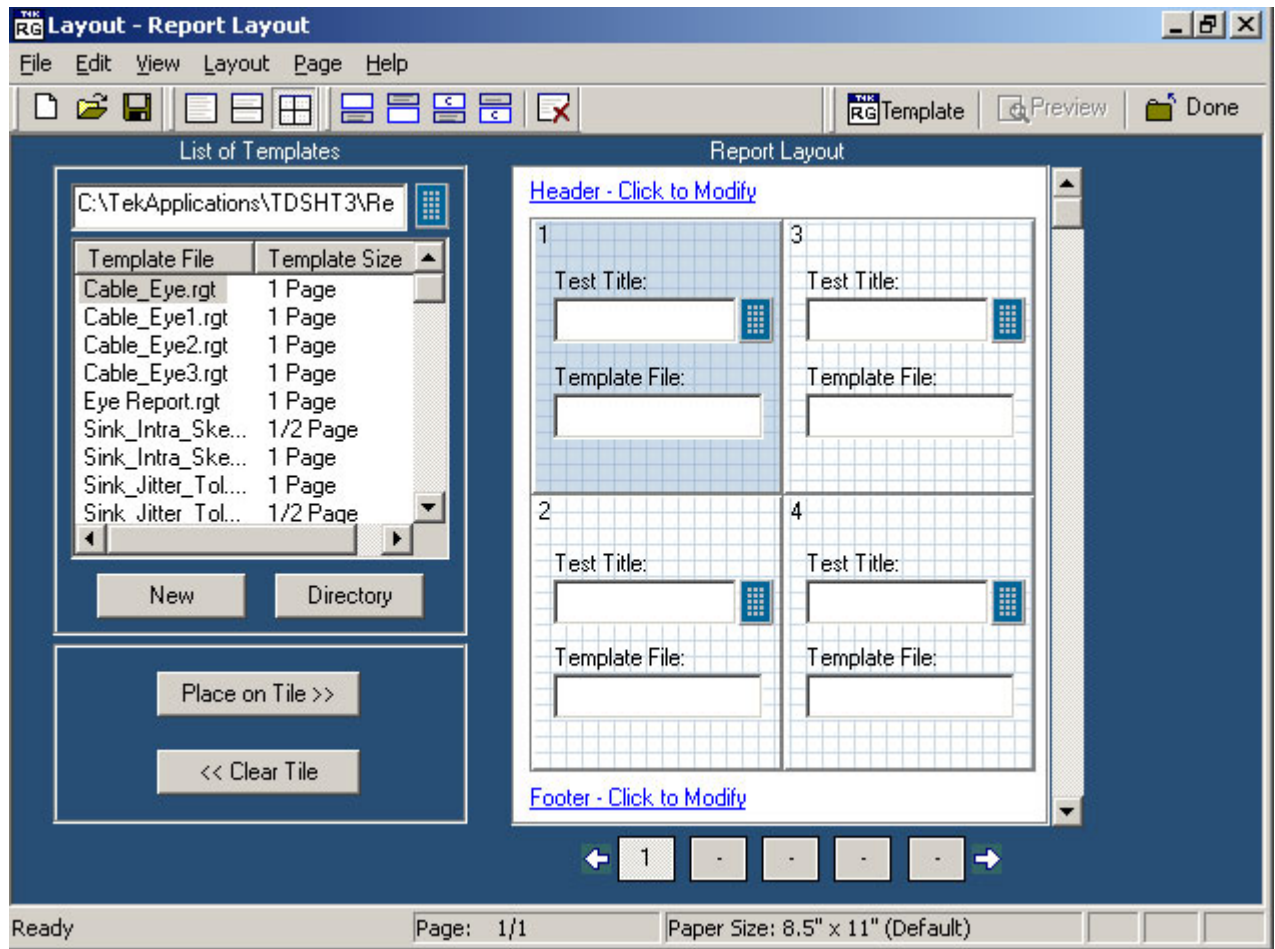 Layout - Report Layout
File Edit View Layout Page Help
TEK RG Template Preview Done
List of Templates
C:\TekApplications\TDSHT3\Re
Template File Template Size
Cable_Eye.rgt 1 Page
Cable_Eye1.rgt 1 Page
Cable_Eye2.rgt 1 Page
Cable_Eye3.rgt 1 Page
Eye Report.rgt 1 Page
Sink_Intra_Ske... 1/2 Page
Sink_Intra_Ske... 1 Page
Sink_Jitter_Tol.... 1 Page
Sink_Jitter_Tol... 1/2 Page
New Directory
Place on Tile >>
<< Clear Tile
Report Layout
Header - Click to Modify
1
Test Title:
Template File:
3
Test Title:
Template File:
2
Test Title:
Template File:
4
Test Title:
Template File:
Footer - Click to Modify
1 - - - -
Ready Page: 1/1 Paper Size: 8.5" x 11" (Default)